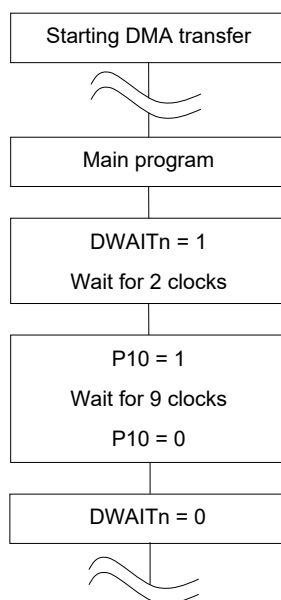 Starting DMA transfer
Main program
DWAITn = 1
Wait for 2 clocks
P10 = 1
Wait for 9 clocks
P10 = 0
DWAITn = 0